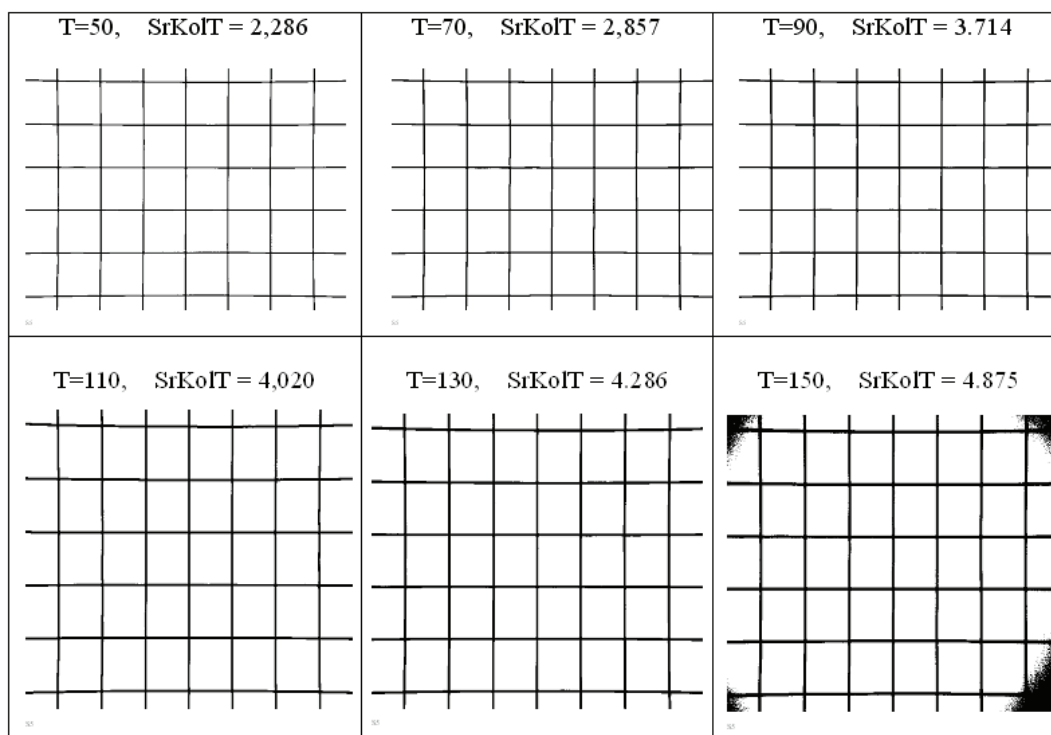 T=50, SrKolT = 2,286
T=70, SrKolT = 2,857
T=90, SrKolT = 3.714
T=110, SrKolT = 4,020
T=130, SrKolT = 4.286
T=150, SrKolT = 4.875